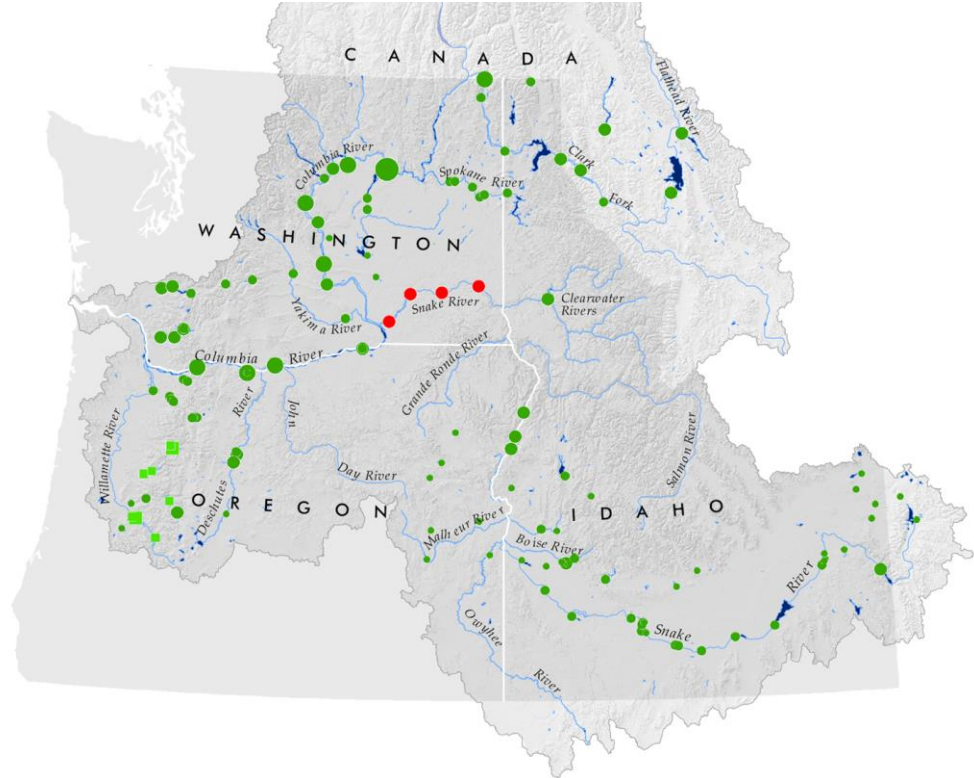 CANADA
Flathead River
Columbia River
Clark
Fork
Spokane River
WASHINGTON
Snake River
Clearwater
Rivers
Yakima River
Columbia
River
Grande Ronde River
River
Deschutes
John
Day River
Willamette River
Salmon River
OREGON
IDAHO
Malheur River
Boise River
Snake
River
Owyhee
River